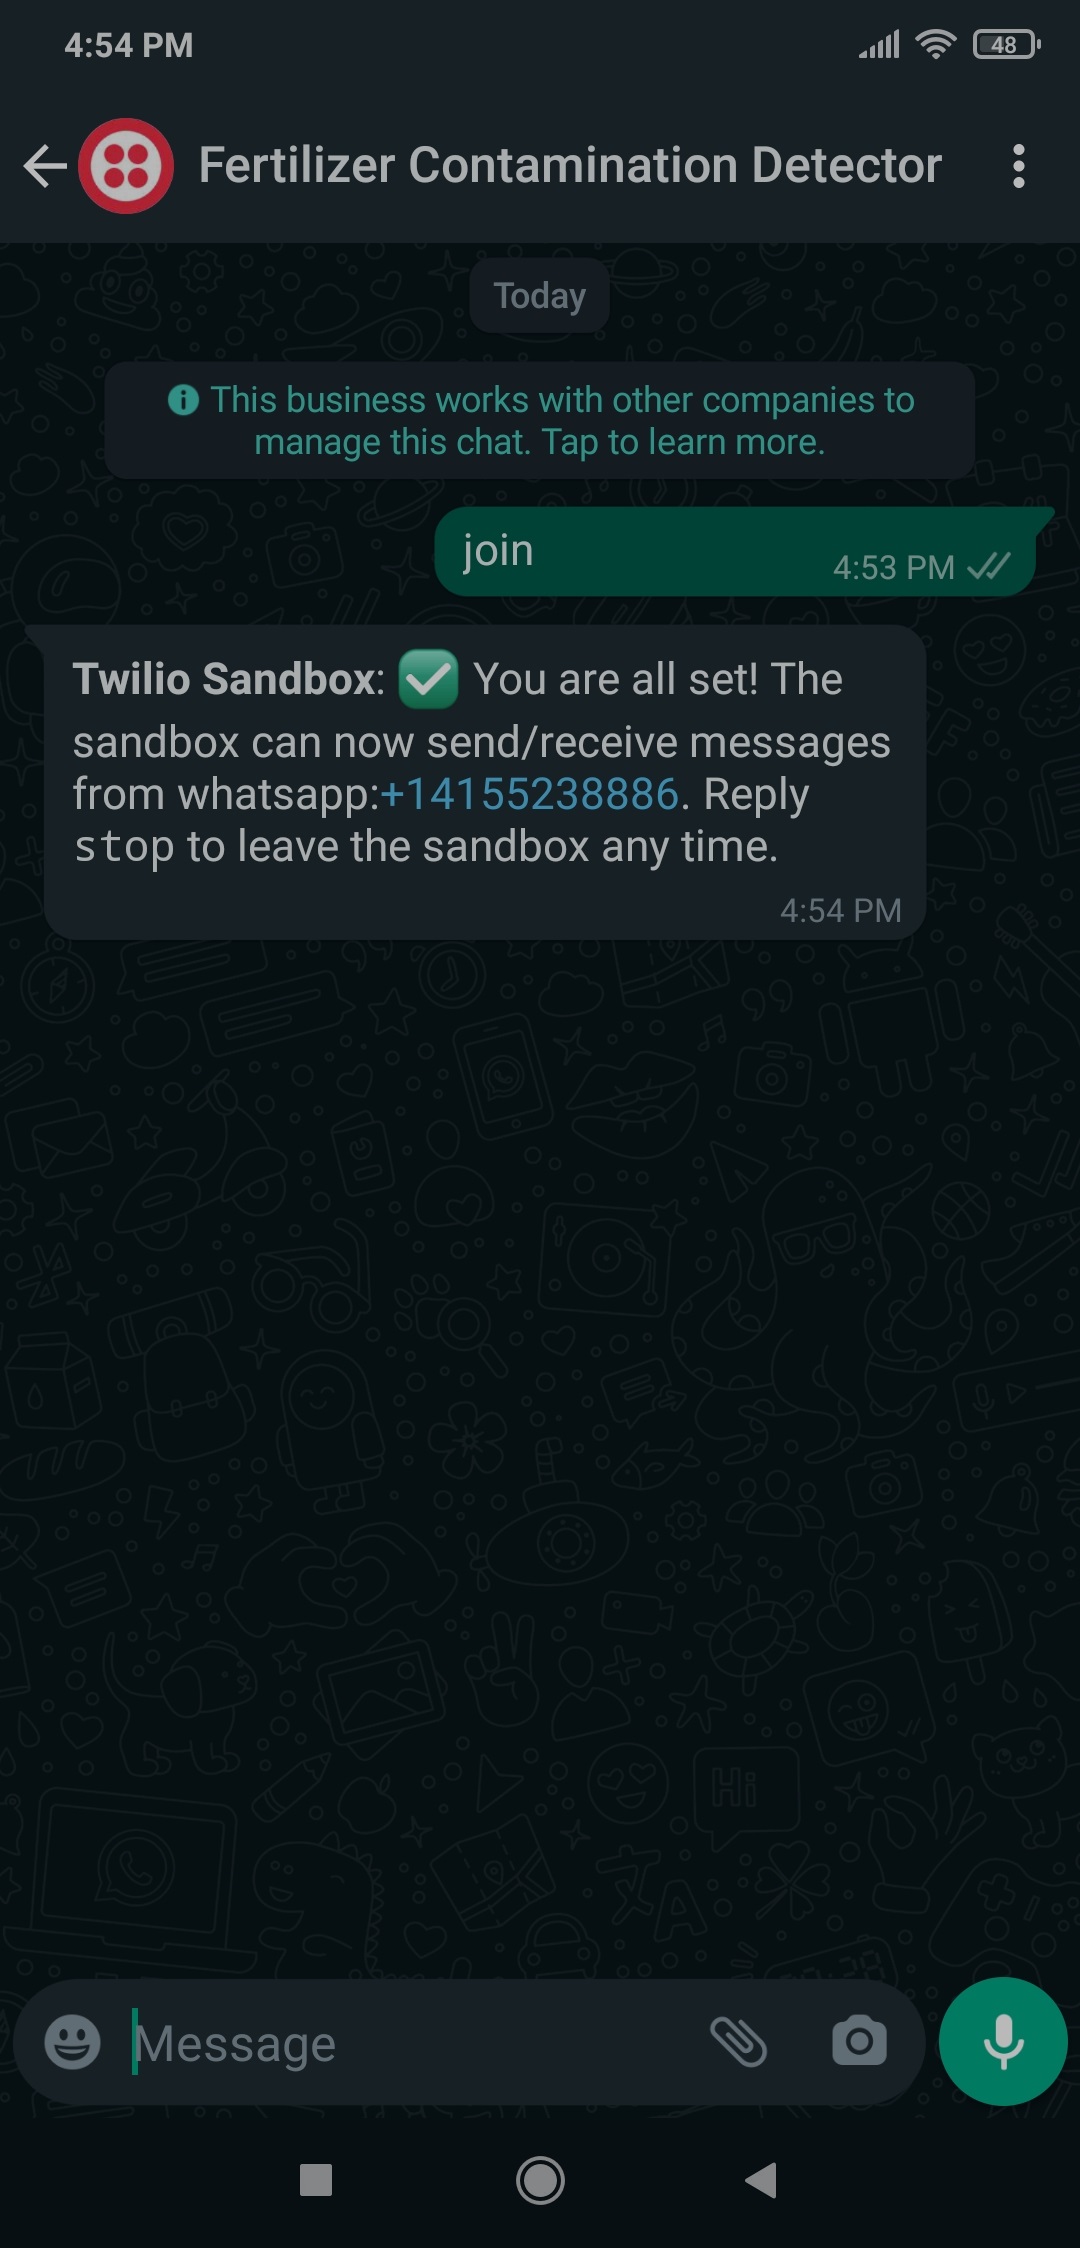 4:54 PM
48
Fertilizer Contamination Detector
Today
This business works with other companies to
manage this chat. Tap to learn more.
join
4:53 PM
Twilio Sandbox: ✅ You are all set! The
sandbox can now send/receive messages
from whatsapp:+14155238886. Reply
stop to leave the sandbox any time.
4:54 PM
Hi
Message